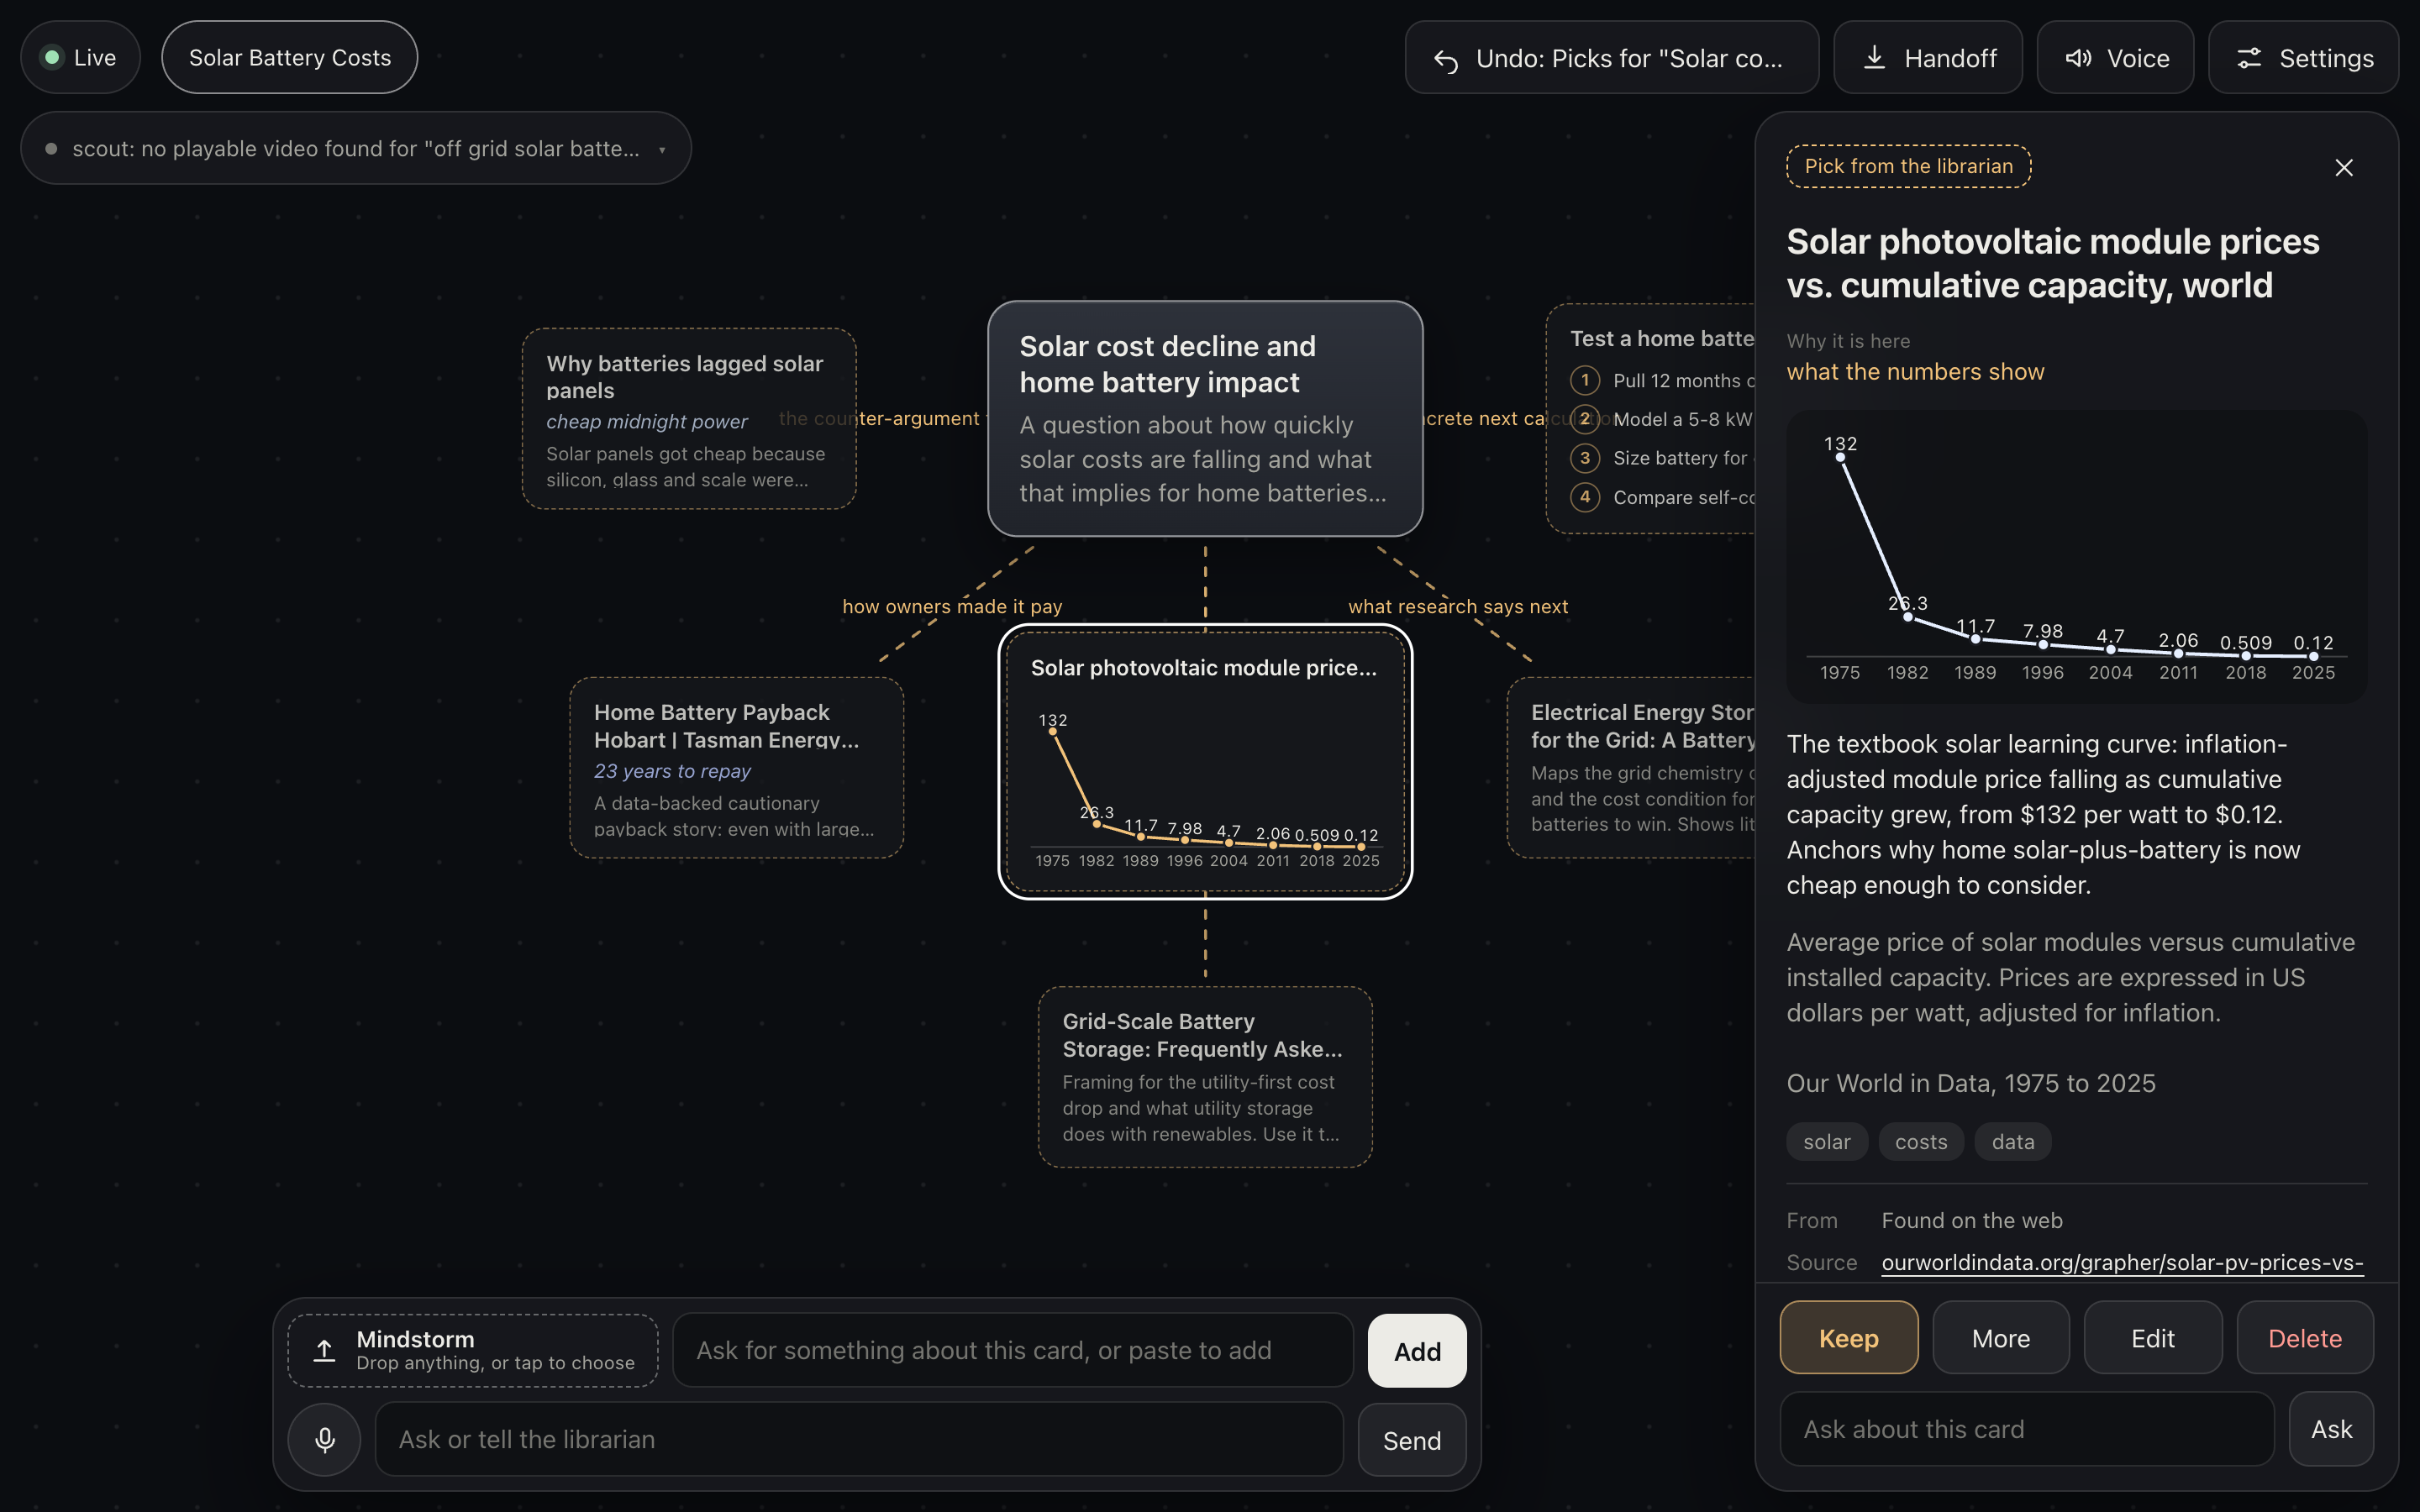 Live
Solar Battery Costs
Undo: Picks for "Solar co...
Handoff
Voice
Settings
scout: no playable video found for "off grid solar batte...
Why batteries lagged solar
panels
cheap midnight power
Solar panels got cheap because
silicon, glass and scale were...
the counter-argument
Solar cost decline and
home battery impact
A question about how quickly
solar costs are falling and what
that implies for home batteries...
next calculation
Test a home batte
1 Pull 12 months
2 Model a 5-8 kW
3 Size battery for
4 Compare
how owners made it pay
what research says next
Home Battery Payback
Hobart | Tasman Energy...
23 years to repay
A data-backed cautionary
payback story: even with large...
Solar photovoltaic module price...
132
26.3
11.7
7.98
4.7
2.06
0.509
0.12
1975 1982 1989 1996 2004 2011 2018 2025
Electrical Energy Stor
for the Grid: A Battery
Maps the grid chemistry
and the cost condition for
batteries to win. Shows
Grid-Scale Battery
Storage: Frequently Aske...
Framing for the utility-first cost
drop and what utility storage
does with renewables. Use it t...
Pick from the librarian
Solar photovoltaic module prices
vs. cumulative capacity, world
Why it is here
what the numbers show
132
26.3
11.7
7.98
4.7
2.06
0.509
0.12
1975 1982 1989 1996 2004 2011 2018 2025
The textbook solar learning curve: inflation-
adjusted module price falling as cumulative
capacity grew, from $132 per watt to $0.12.
Anchors why home solar-plus-battery is now
cheap enough to consider.
Average price of solar modules versus cumulative
installed capacity. Prices are expressed in US
dollars per watt, adjusted for inflation.
Our World in Data, 1975 to 2025
solar
costs
data
From Found on the web
Source ourworldindata.org/grapher/solar-pv-prices-vs-
Keep
More
Edit
Delete
Ask about this card
Ask
Mindstorm
Drop anything, or tap to choose
Ask for something about this card, or paste to add
Add
Ask or tell the librarian
Send